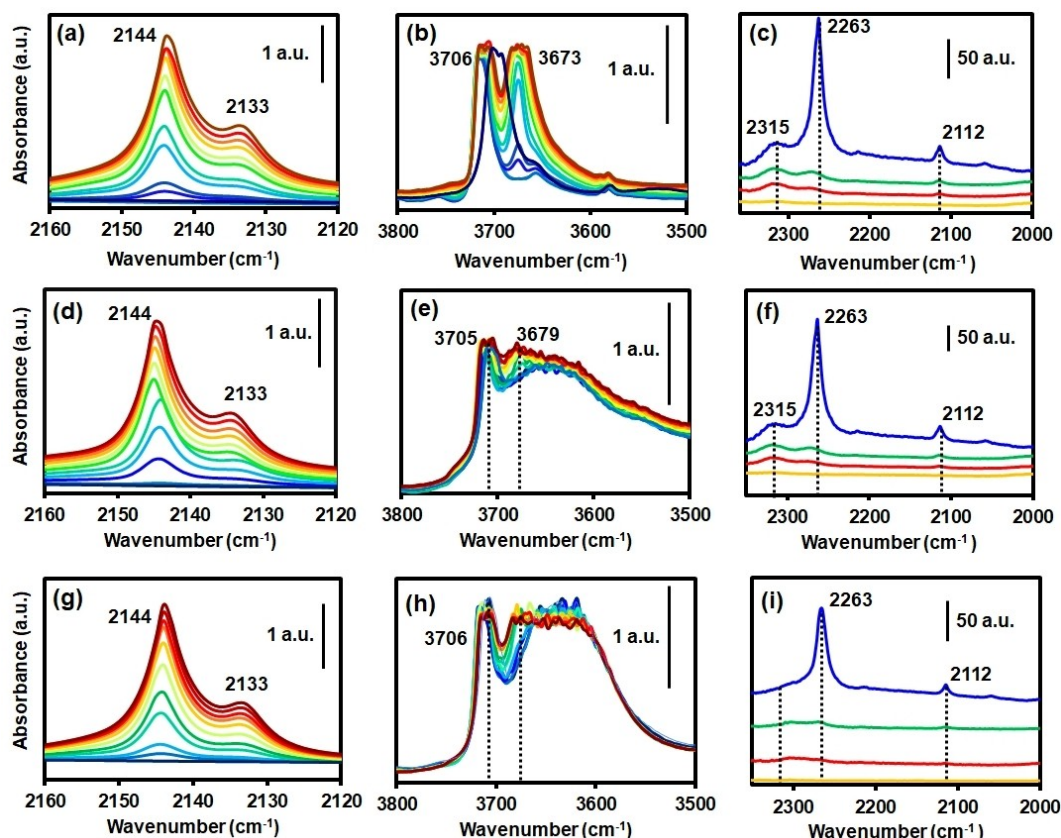 (a)
2144
2133
1 a.u.
Absorbance (a.u.)
2160 2150 2140 2130 2120
Wavenumber (cm-1)
(b)
3706
3673
1 a.u.
3800 3700 3600 3500
Wavenumber (cm-1)
(c)
2263
50 a.u.
2315
2112
2300 2200 2100 2000
Wavenumber (cm-1)
(d)
2144
2133
1 a.u.
Absorbance (a.u.)
2160 2150 2140 2130 2120
Wavenumber (cm-1)
(e)
3705
3679
1 a.u.
3800 3700 3600 3500
Wavenumber (cm-1)
(f)
2263
50 a.u.
2315
2112
2300 2200 2100 2000
Wavenumber (cm-1)
(g)
2144
2133
1 a.u.
Absorbance (a.u.)
2160 2150 2140 2130 2120
Wavenumber (cm-1)
(h)
3706
1 a.u.
3800 3700 3600 3500
Wavenumber (cm-1)
(i)
2263
50 a.u.
2112
2300 2200 2100 2000
Wavenumber (cm-1)